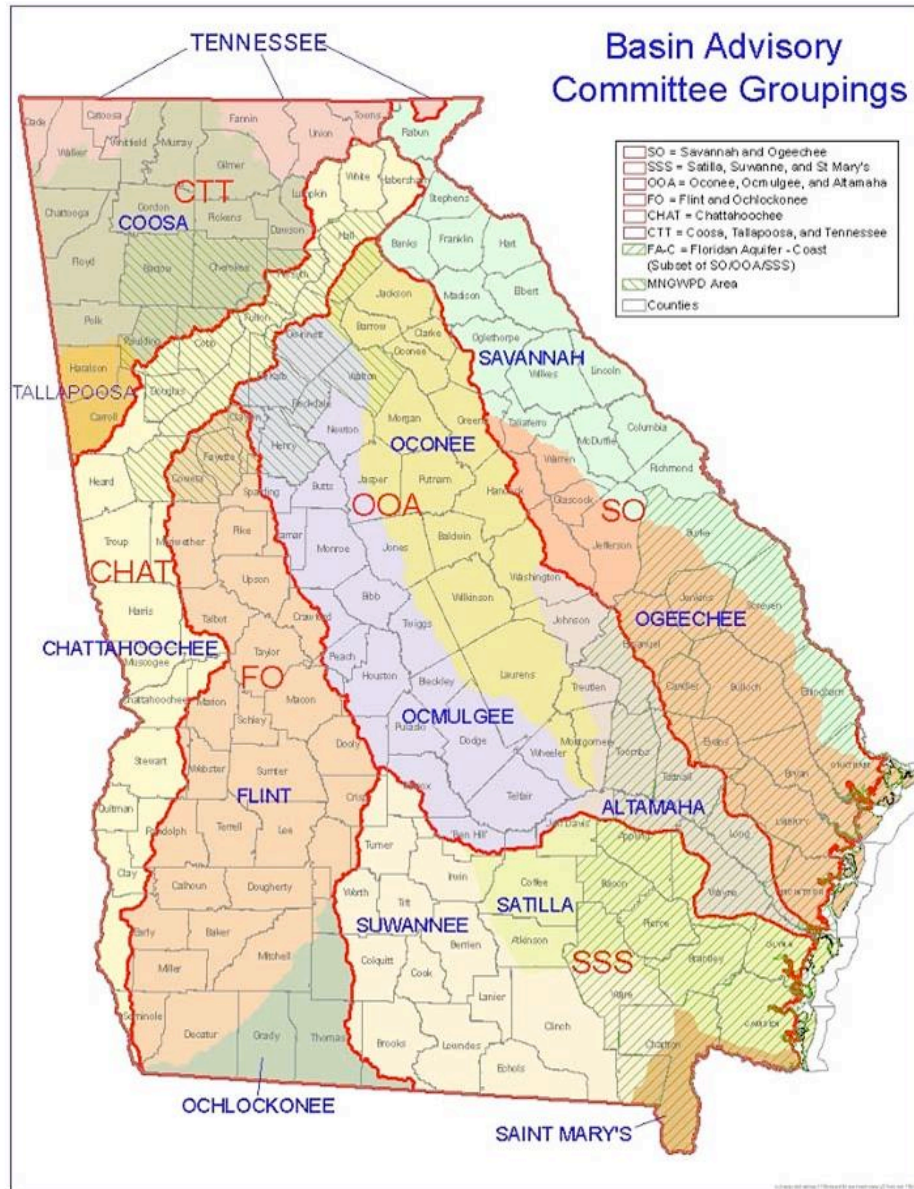 TENNESSEE
Basin Advisory
Committee Groupings
SO = Savannah and Ogeechee
SSS = Satilla, Suwanne, and St Mary's
OOA = Oconee, Ocmulgee, and Altamaha
FO = Flint and Ochlockonee
CHAT = Chattahoochee
CTT = Coosa, Tallapoosa, and Tennessee
FA-C = Floridan Aquifer - Coast
(Subset of SO/OOA/SSS)
MNGWPD Area
Counties
Dade
Catoosa
Fannin
Towns
Rabun
Walker
Whitfield
Murray
Union
Gilmer
White
Habersham
CTT
Lumpkin
Stephens
Chattooga
Gordon
Pickens
Dawson
COOSA
Hall
Banks
Franklin
Hart
Floyd
Bartow
Cherokee
Forsyth
Jackson
Madison
Elbert
Polk
Fulton
Barrow
Clarke
Paulding
Cobb
Gwinnett
Oconee
Oglethorpe
SAVANNAH
Haralson
Walton
Wilkes
Lincoln
TALLAPOOSA
Douglas
Rockdale
Carroll
Clayton
Newton
Morgan
Greene
Taliaferro
McDuffie
Columbia
Henry
OCONEE
Fayette
Warren
Richmond
Heard
Coweta
Spalding
Butts
Jasper
Putnam
Hancock
Glascock
OOA
SO
Troup
Meriwether
Pike
Lamar
Monroe
Jones
Baldwin
Jefferson
Burke
CHAT
Upson
Washington
Harris
Talbot
Crawford
Bibb
Wilkinson
Jenkins
Screven
Twiggs
Johnson
OGEECHEE
CHATTAHOOCHEE
Muscogee
Taylor
Peach
Emanuel
FO
Houston
Bleckley
Laurens
Treutlen
Candler
Bulloch
Effingham
Chattahoochee
Marion
Macon
Schley
OCMULGEE
Pulaski
Dodge
Stewart
Webster
Sumter
Dooly
Wheeler
Montgomery
Toombs
Evans
Bryan
CHATHAM
Quitman
FLINT
Crisp
Telfair
Tattnall
ALTAMAHA
Randolph
Terrell
Lee
Ben Hill
Long
LIBERTY
Clay
Turner
Appling
Calhoun
Dougherty
Worth
Irwin
Coffee
Bacon
Wayne
Tift
SATILLA
Pierce
Early
Baker
SUWANNEE
Miller
Mitchell
Colquitt
Berrien
Atkinson
Brantley
GLYNN
Cook
SSS
Seminole
Lanier
Ware
CAMDEN
Decatur
Grady
Thomas
Brooks
Lowndes
Clinch
Charlton
Echols
OCHLOCKONEE
SAINT MARY'S